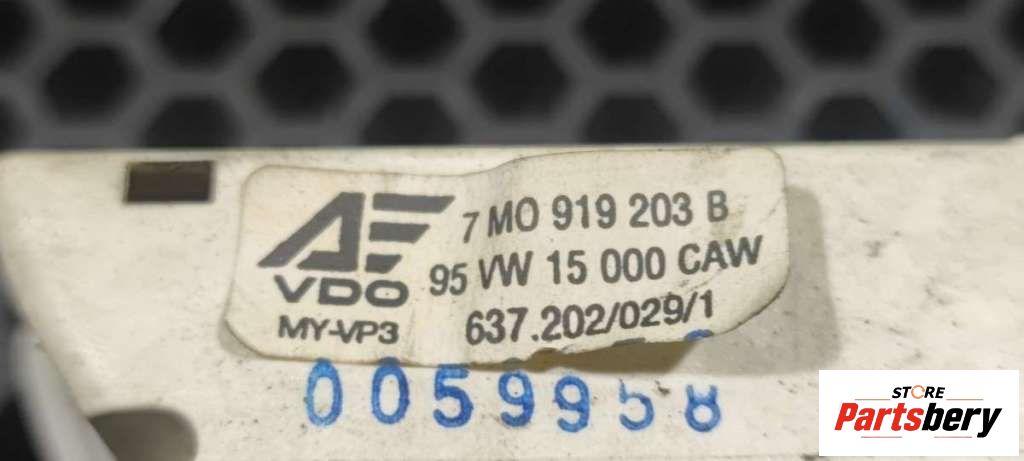 AE
7 M0 919 203 B
VDO
95 VW 15 000 CAW
MY-VP3
637.202/029/1
0059958
STORE
Partsbery